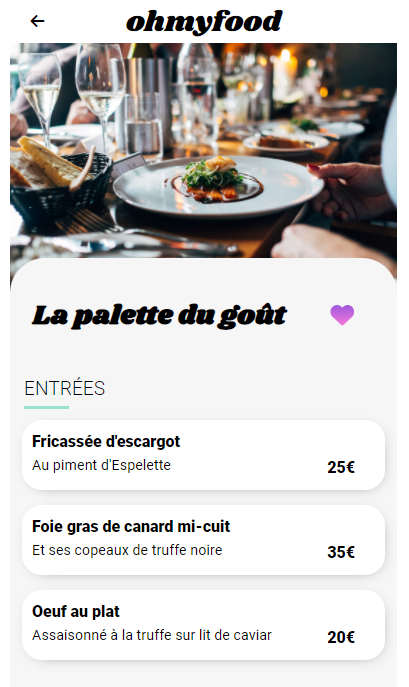 ohmyfood
La palette du goût
ENTRÉES
Fricassée d'escargot
Au piment d'Espelette
25€
Foie gras de canard mi-cuit
Et ses copeaux de truffe noire
35€
Oeuf au plat
Assaisonné à la truffe sur lit de caviar
20€